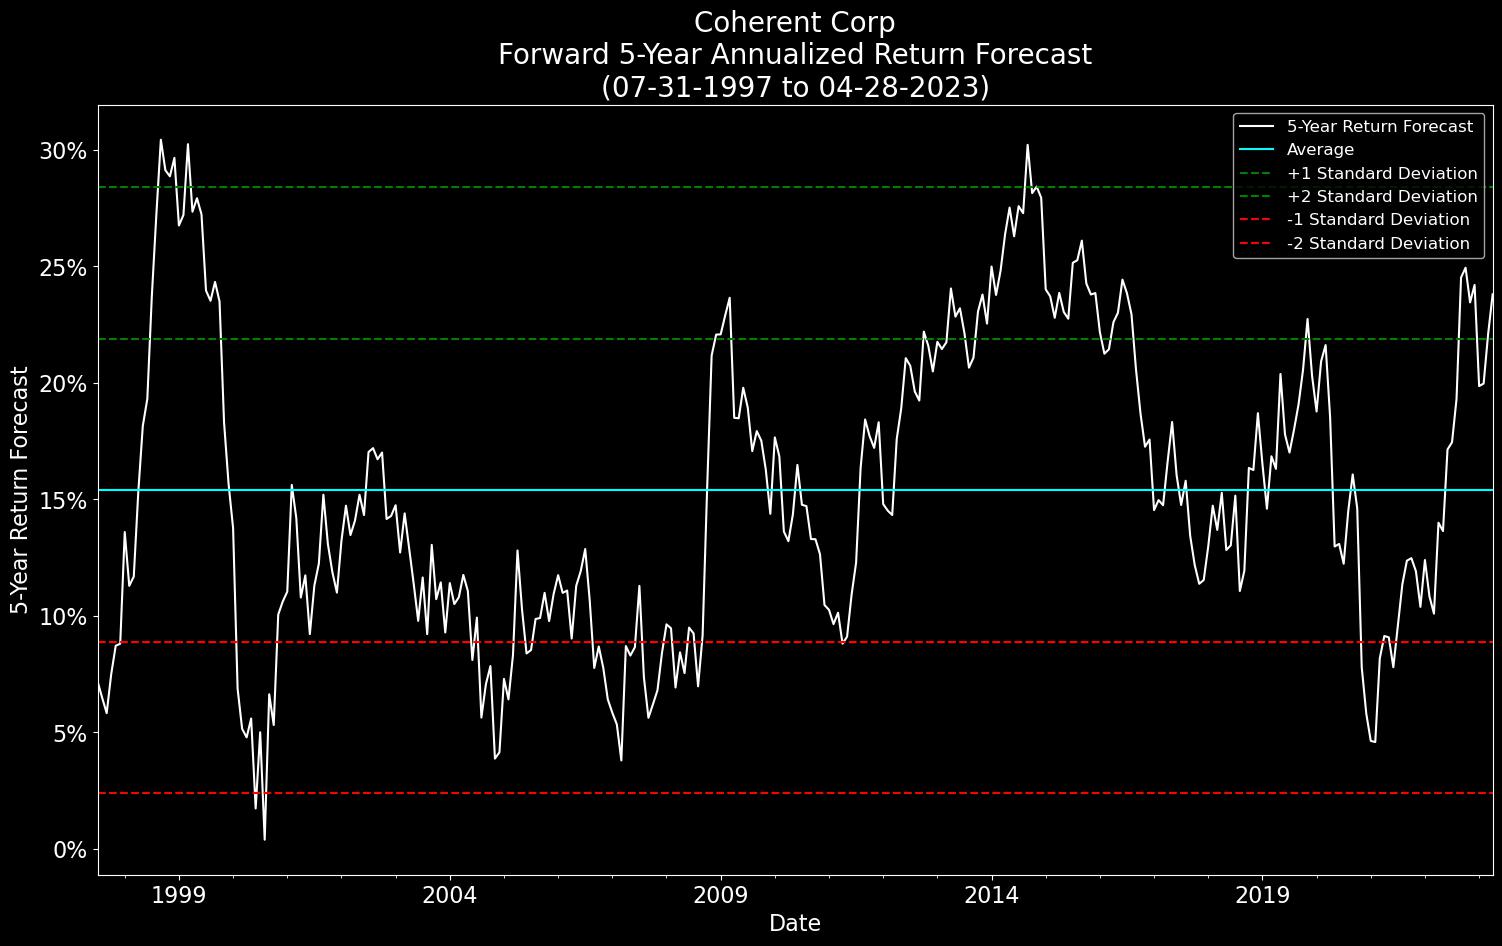 Coherent Corp
Forward 5-Year Annualized Return Forecast
(07-31-1997 to 04-28-2023)
5-Year Return Forecast
Average
+1 Standard Deviation
+2 Standard Deviation
-1 Standard Deviation
-2 Standard Deviation
30%
25%
20%
15%
10%
5%
0%
5-Year Return Forecast
1999 2004 2009 2014 2019
Date